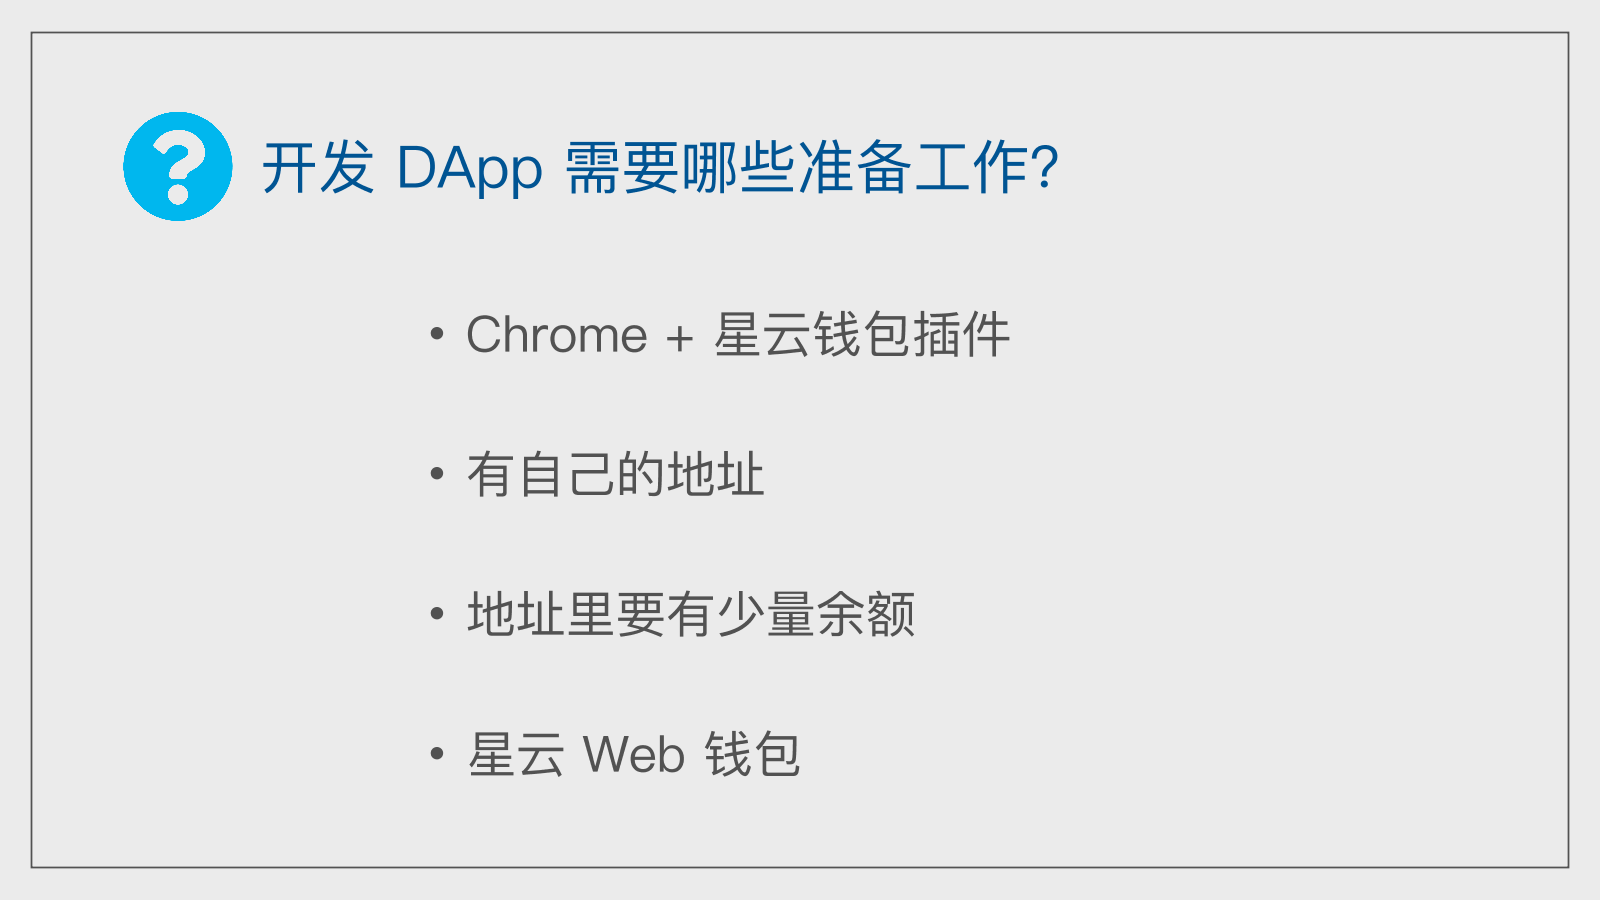 开发 DApp 需要哪些准备工作？
• Chrome + 星云钱包插件
• 有自己的地址
• 地址里要有少量余额
• 星云 Web 钱包